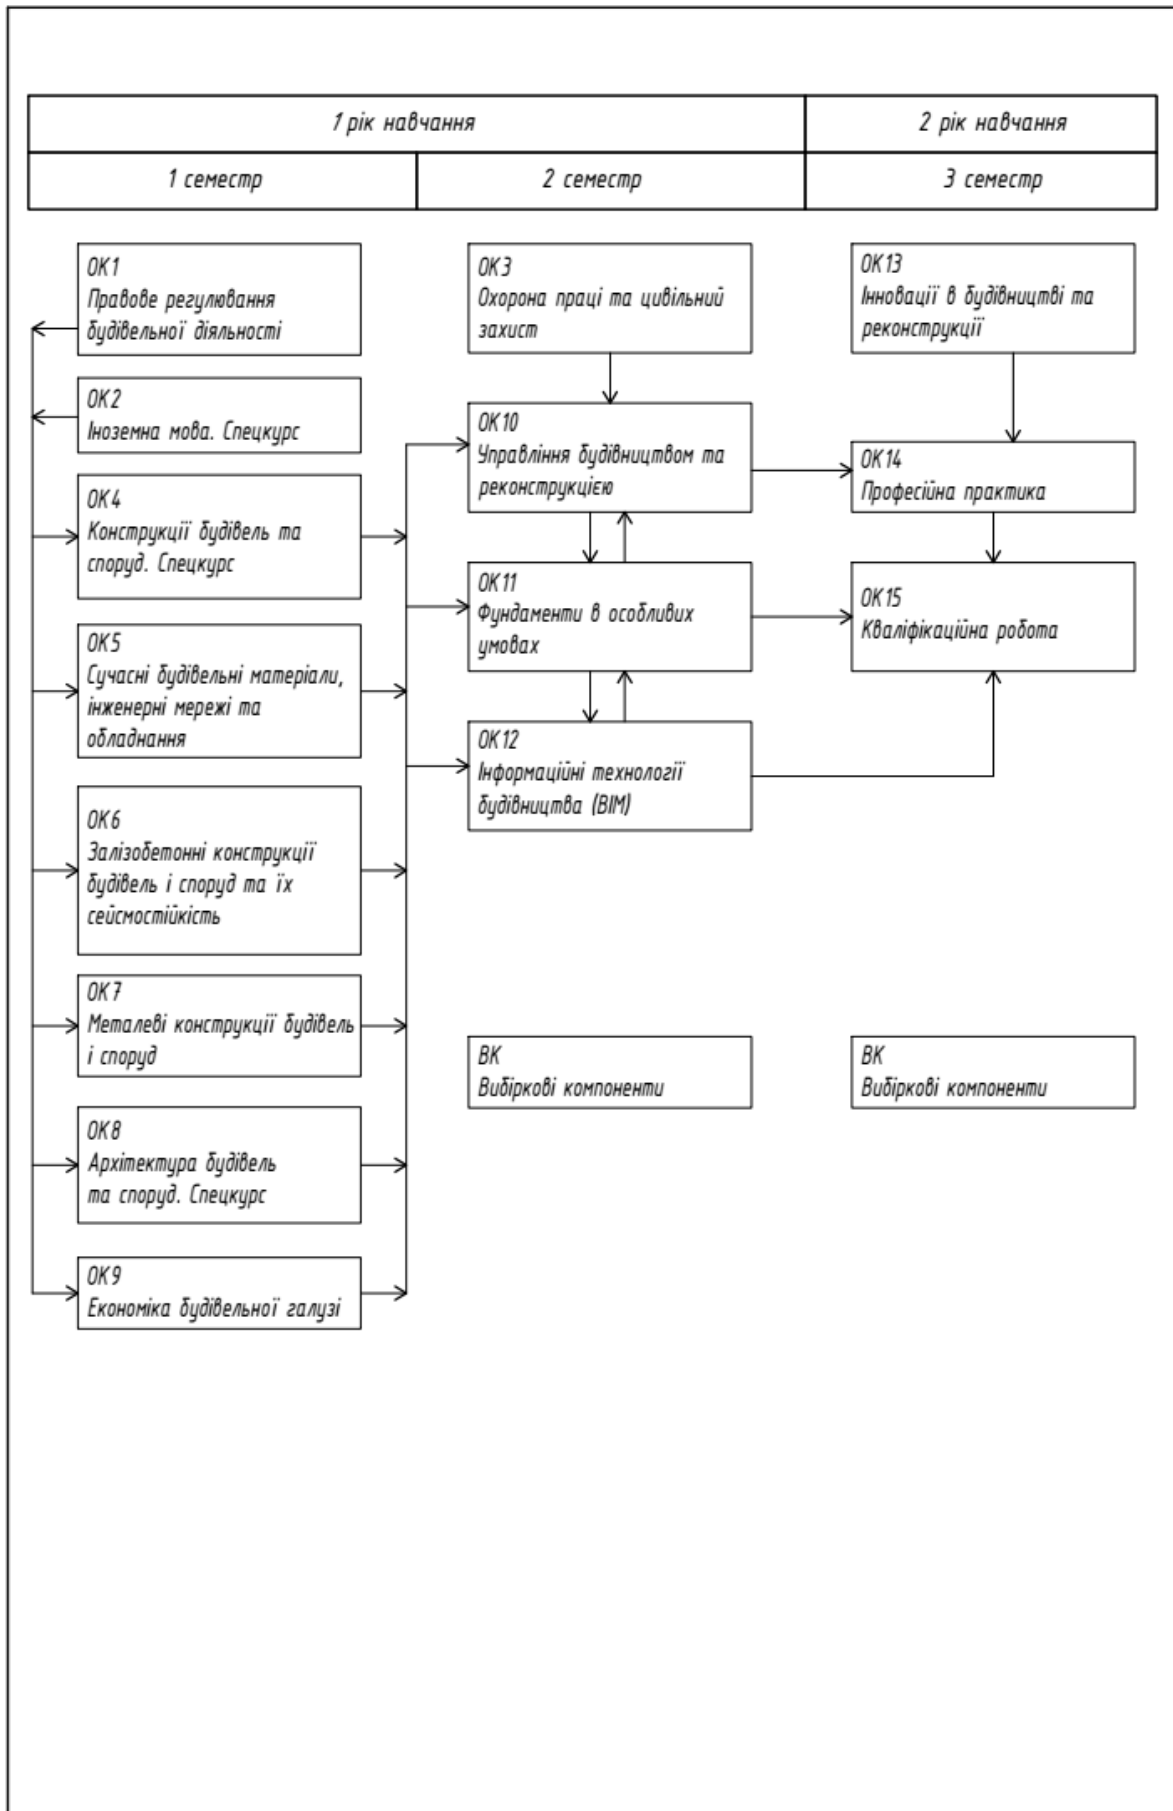 1 рік навчання
2 рік навчання
1 семестр
2 семестр
3 семестр
ОК1
Правове регулювання
будівельної діяльності
ОК2
Іноземна мова. Спецкурс
ОК4
Конструкції будівель та
споруд. Спецкурс
ОК5
Сучасні будівельні матеріали,
інженерні мережі та
обладнання
ОК6
Залізобетонні конструкції
будівель і споруд та їх
сейсмостійкість
ОК7
Металеві конструкції будівель
і споруд
ОК8
Архітектура будівель
та споруд. Спецкурс
ОК9
Економіка будівельної галузі
ОК3
Охорона праці та цивільний
захист
ОК10
Управління будівництвом та
реконструкцією
ОК11
Фундаменти в особливих
умовах
ОК12
Інформаційні технології
будівництва (BIM)
ВК
Вибіркові компоненти
ОК13
Інновації в будівництві та
реконструкції
ОК14
Професійна практика
ОК15
Кваліфікаційна робота
ВК
Вибіркові компоненти